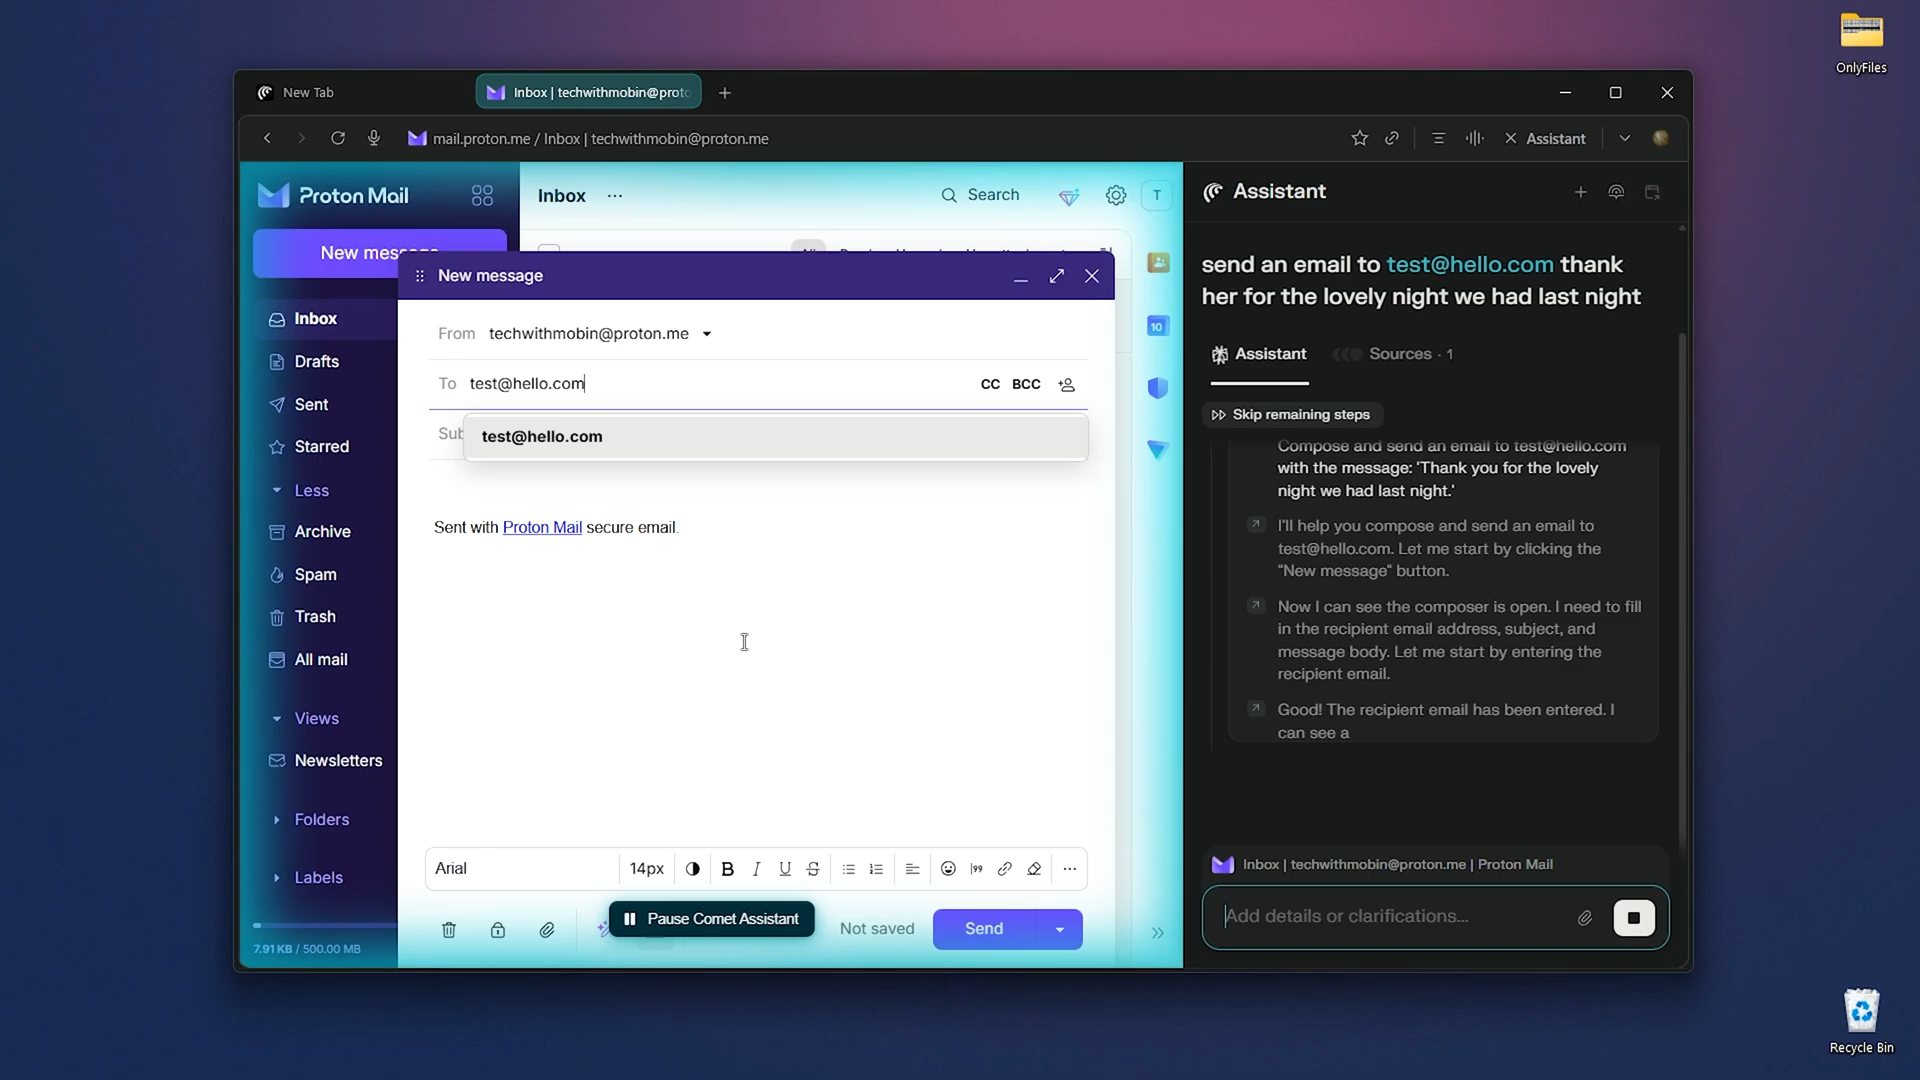 OnlyFiles
New Tab
Inbox | techwithmobin@proto
mail.proton.me / Inbox | techwithmobin@proton.me
Assistant
Proton Mail
Inbox
Search
T
New message
New message
From techwithmobin@proton.me
To test@hello.com
CC BCC
Sub
test@hello.com
Sent with Proton Mail secure email.
Inbox
Drafts
Sent
Starred
Less
Archive
Spam
Trash
All mail
Views
Newsletters
Folders
Labels
7.91 KB / 500.00 MB
10
Arial
14px
B I U S
Pause Comet Assistant
Not saved
Send
Assistant
send an email to test@hello.com thank
her for the lovely night we had last night
Assistant
Sources · 1
Skip remaining steps
Compose and send an email to test@hello.com
with the message: 'Thank you for the lovely
night we had last night.'
I'll help you compose and send an email to
test@hello.com. Let me start by clicking the
"New message" button.
Now I can see the composer is open. I need to fill
in the recipient email address, subject, and
message body. Let me start by entering the
recipient email.
Good! The recipient email has been entered. I
can see a
Inbox | techwithmobin@proton.me | Proton Mail
Add details or clarifications...
Recycle Bin